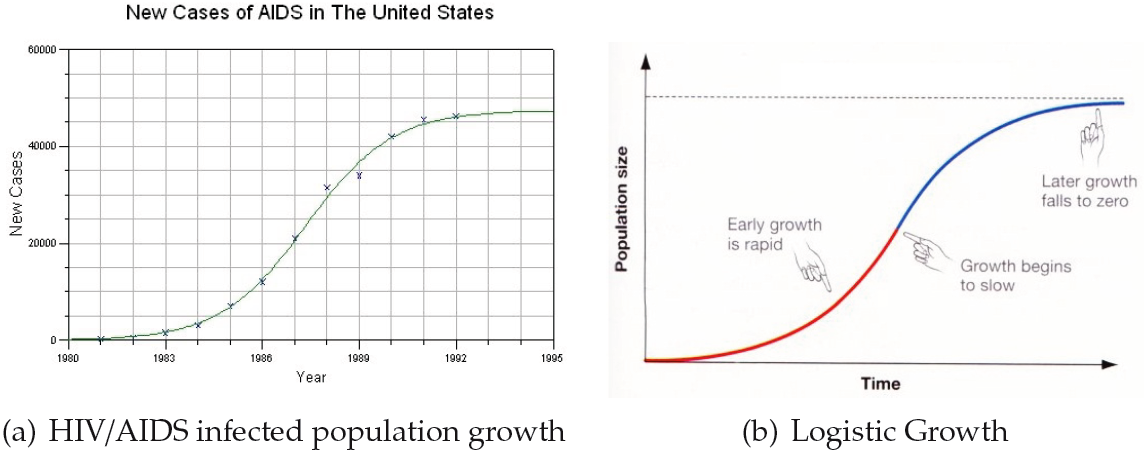 New Cases of AIDS in The United States
60000
40000
20000
0
New Cases
1980 1983 1986 1989 1992 1995
Year
(a) HIV/AIDS infected population growth
Population size
Early growth
is rapid
Growth begins
to slow
Later growth
falls to zero
Time
(b) Logistic Growth